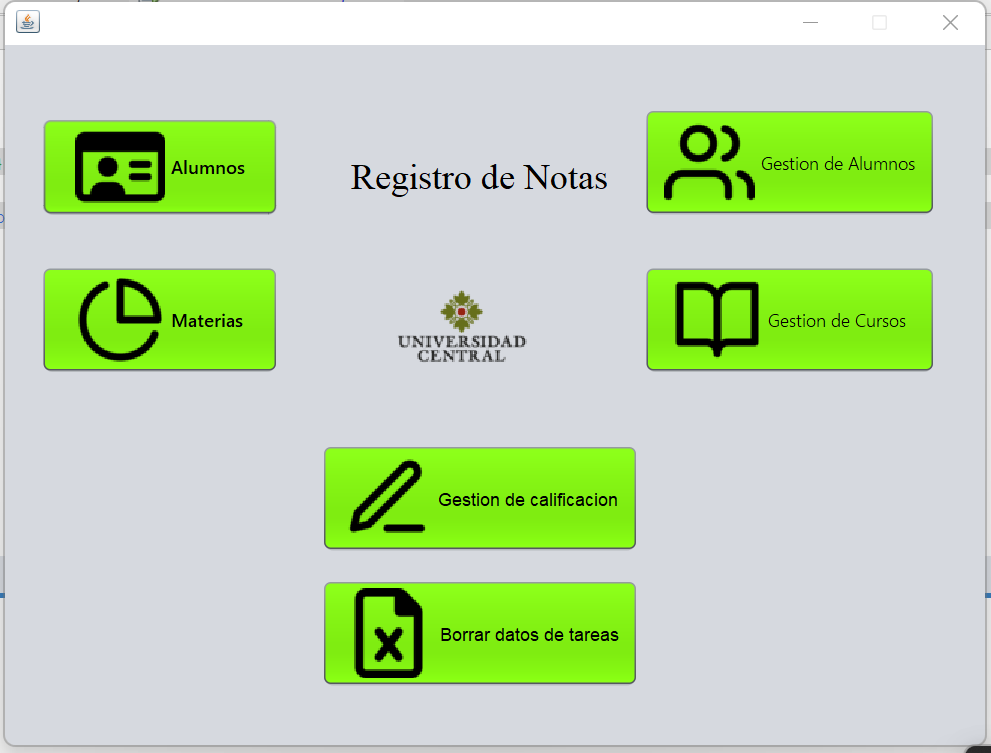 Alumnos
Registro de Notas
Gestion de Alumnos
Materias
UNIVERSIDAD
CENTRAL
Gestion de Cursos
Gestion de calificacion
Borrar datos de tareas